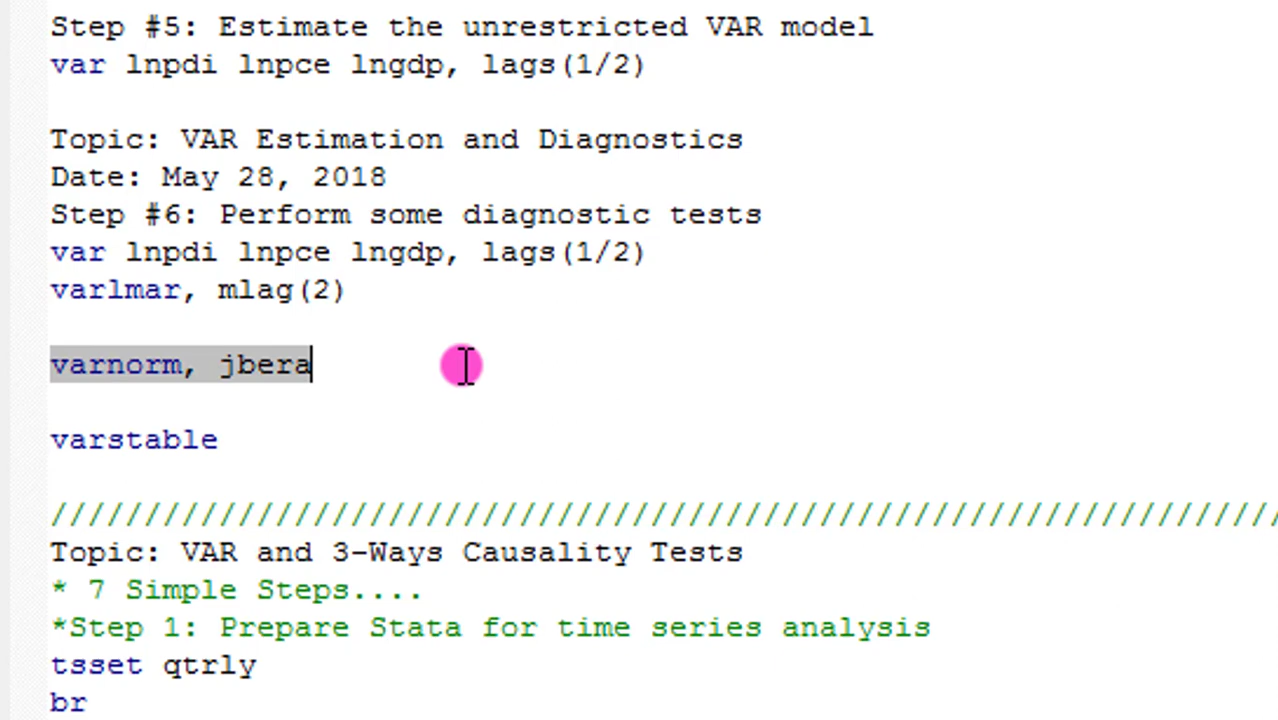 Step #5: Estimate the unrestricted VAR model
var lnpdi lnpce lngdp, lags(1/2)
Topic: VAR Estimation and Diagnostics
Date: May 28, 2018
Step #6: Perform some diagnostic tests
var lnpdi lnpce lngdp, lags(1/2)
varlmar, mlag(2)
varnorm, jbera
varstable
//////////////////////////////////////////////////////////////////
Topic: VAR and 3-Ways Causality Tests
* 7 Simple Steps....
*Step 1: Prepare Stata for time series analysis
tsset qtrly
br